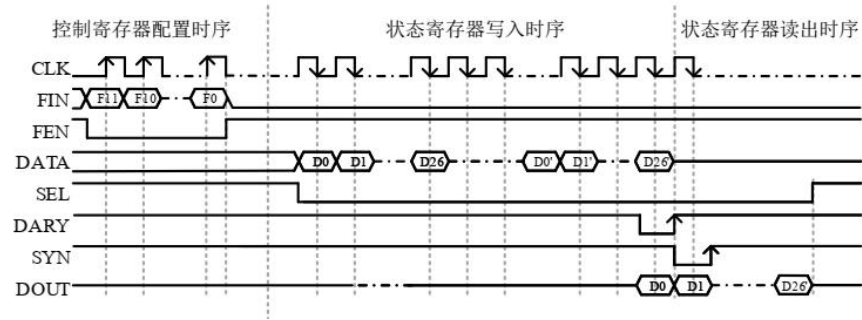 控制寄存器配置时序 状态寄存器写入时序 状态寄存器读出时序
CLK
FIN F11 F10 F0
FEN
DATA D0 D1 D26 D0' D1' D26'
SEL
DARY
SYN
DOUT D0 D1 D26'